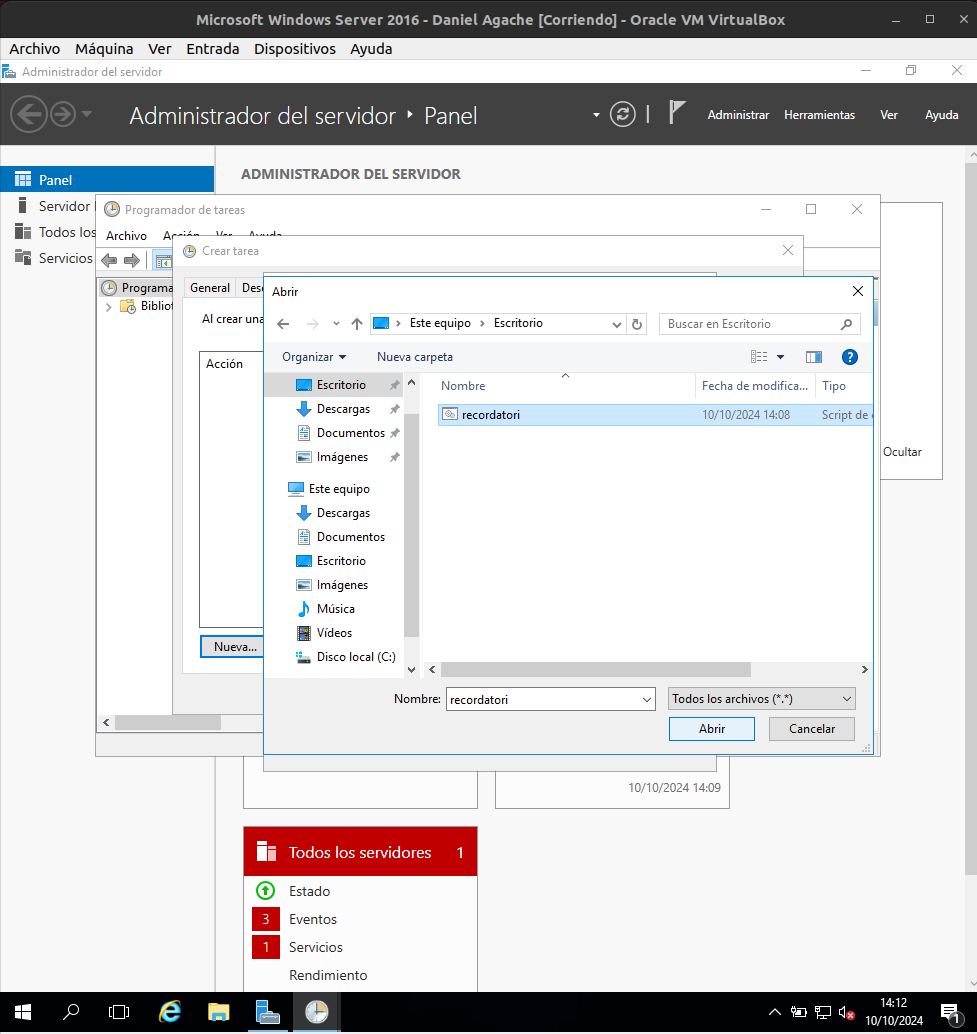 Microsoft Windows Server 2016 - Daniel Agache [Corriendo] - Oracle VM VirtualBox
Archivo Máquina Ver Entrada Dispositivos Ayuda
Administrador del servidor
Administrador del servidor Panel
Administrar Herramientas Ver Ayuda
Panel
ADMINISTRADOR DEL SERVIDOR
Servidor
Todos los
Servicios
Programador de tareas
Archivo Acción Ver Ayuda
Crear tarea
Programa
Bibliot
General Des
Al crear una
Acción
Nueva...
Abrir
Este equipo Escritorio
Buscar en Escritorio
Organizar Nueva carpeta
Escritorio
Descargas
Documentos
Imágenes
Este equipo
Descargas
Documentos
Escritorio
Imágenes
Música
Vídeos
Disco local (C:)
Nombre Fecha de modifica... Tipo
recordatori 10/10/2024 14:08 Script de
Nombre: recordatori Todos los archivos (*.*)
Abrir Cancelar
Ocultar
10/10/2024 14:09
Todos los servidores 1
Estado
3 Eventos
1 Servicios
Rendimiento
14:12
10/10/2024
1